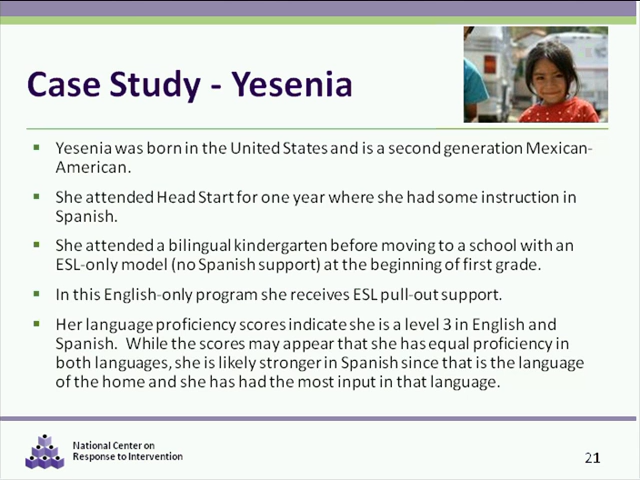 Case Study - Yesenia
Yesenia was born in the United States and is a second generation Mexican-
American.
She attended Head Start for one year where she had some instruction in
Spanish.
She attended a bilingual kindergarten before moving to a school with an
ESL-only model (no Spanish support) at the beginning of first grade.
In this English-only program she receives ESL pull-out support.
Her language proficiency scores indicate she is a level 3 in English and
Spanish.  While the scores may appear that she has equal proficiency in
both languages, she is likely stronger in Spanish since that is the language
of the home and she has had the most input in that language.
National Center on
Response to Intervention
21